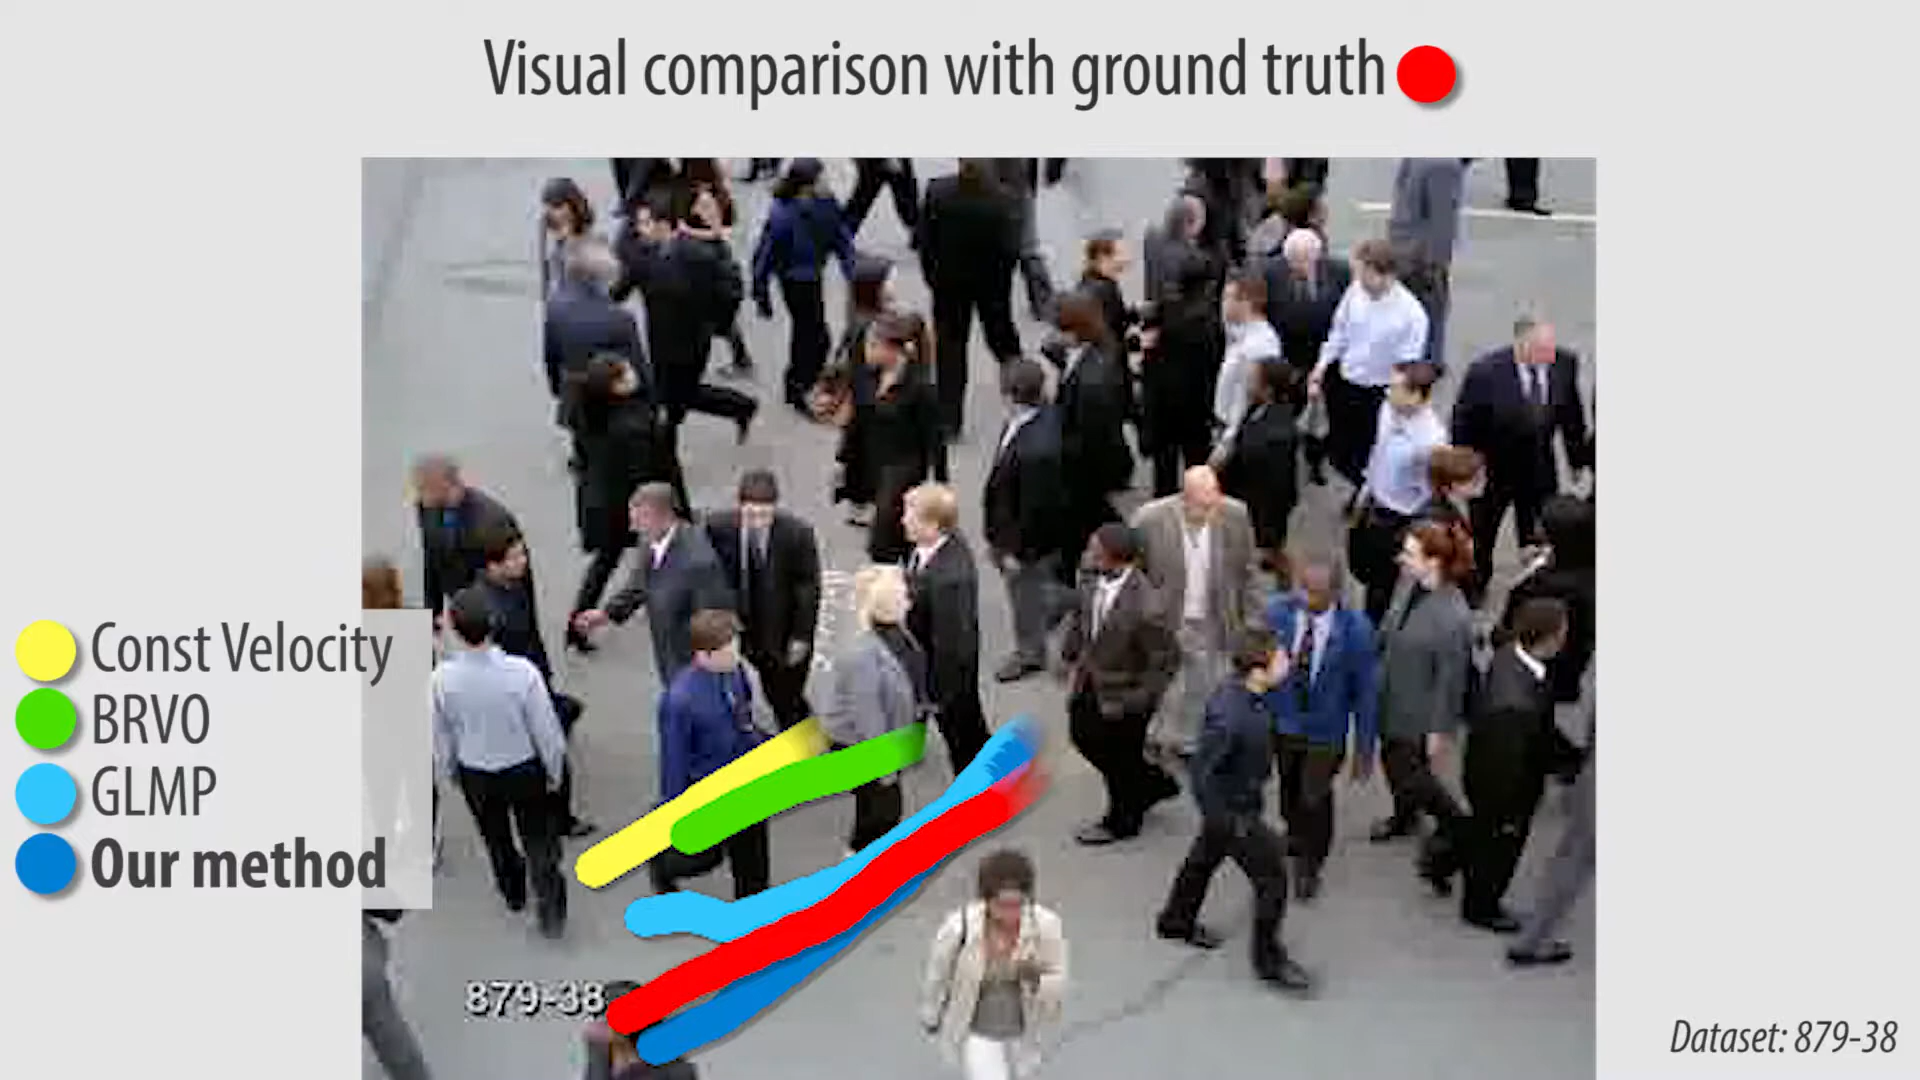 Visual comparison with ground truth
Const Velocity
BRVO
GLMP
Our method
879-38
Dataset: 879-38